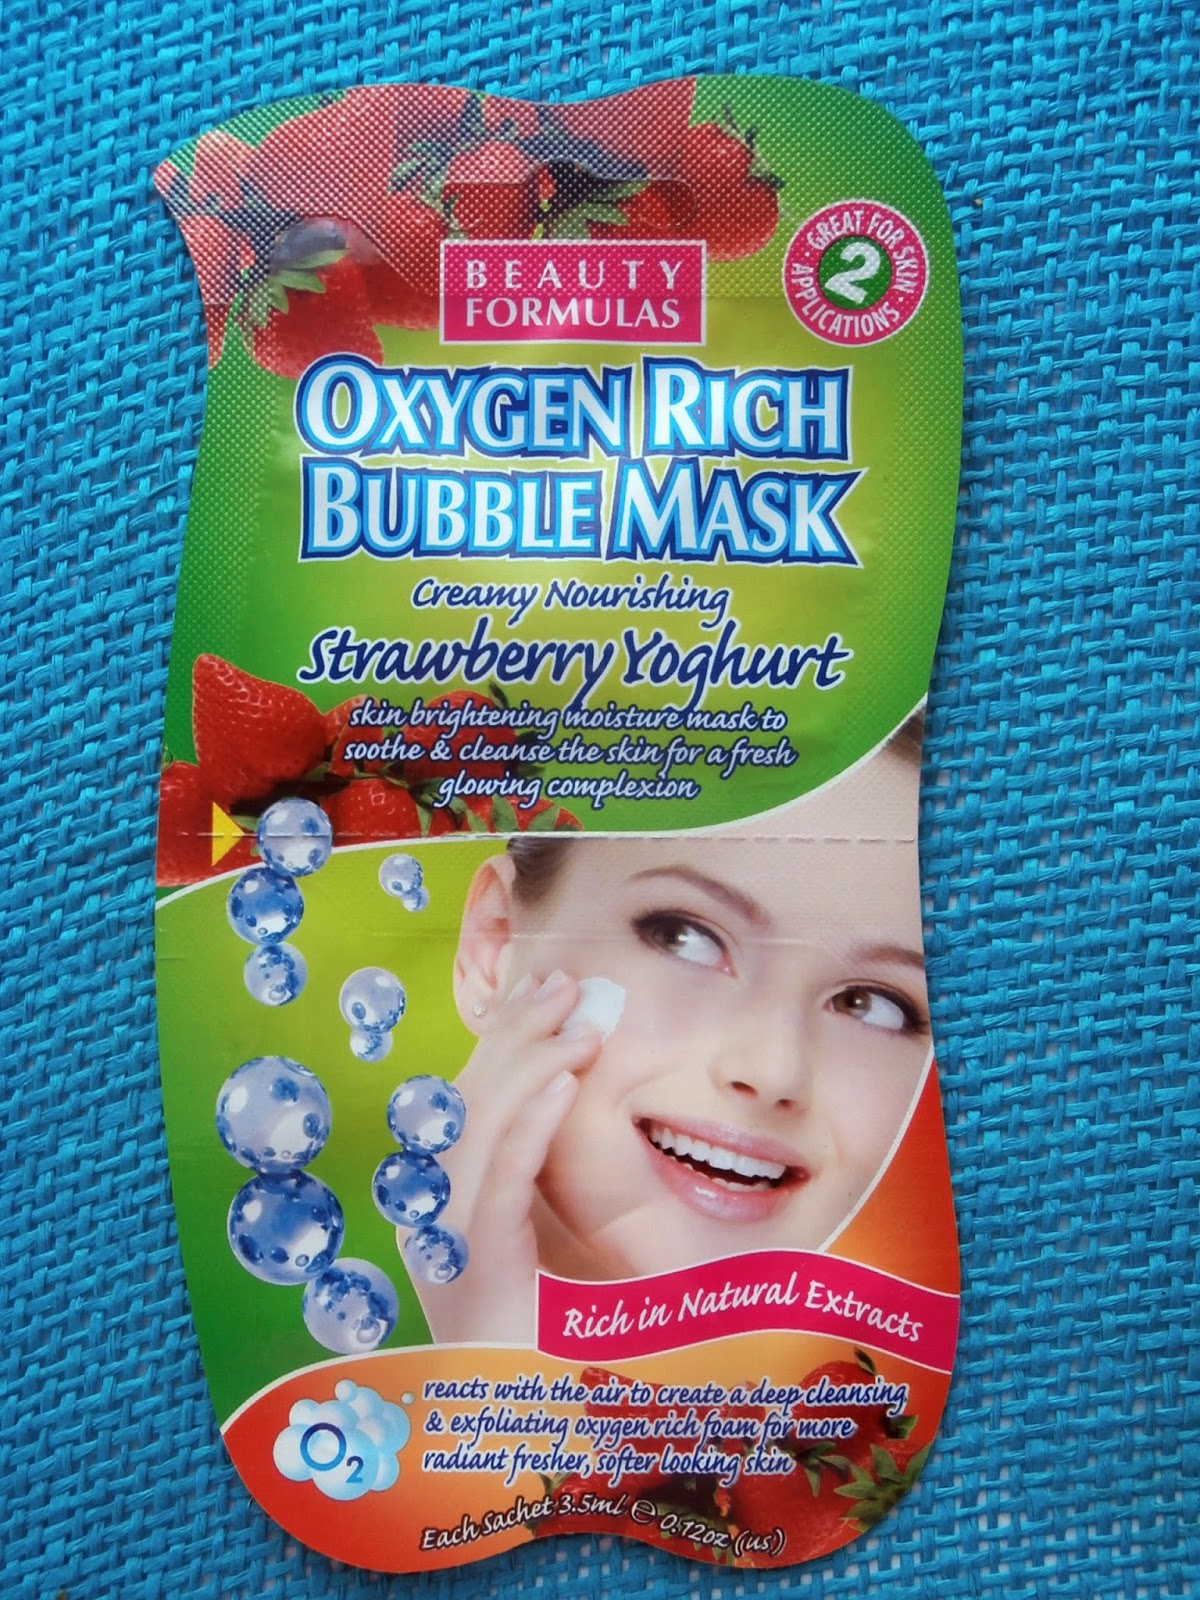 BEAUTY
FORMULAS
GREAT FOR SKIN
2
APPLICATIONS
OXYGEN RICH
BUBBLE MASK
Creamy Nourishing
Strawberry Yoghurt
skin brightening moisture mask to
soothe & cleanse the skin for a fresh
glowing complexion
Rich in Natural Extracts
reacts with the air to create a deep cleansing
& exfoliating oxygen rich foam for more
radiant fresher, softer looking skin
O2
Each Sachet 3.5ml e 0.12oz (us)